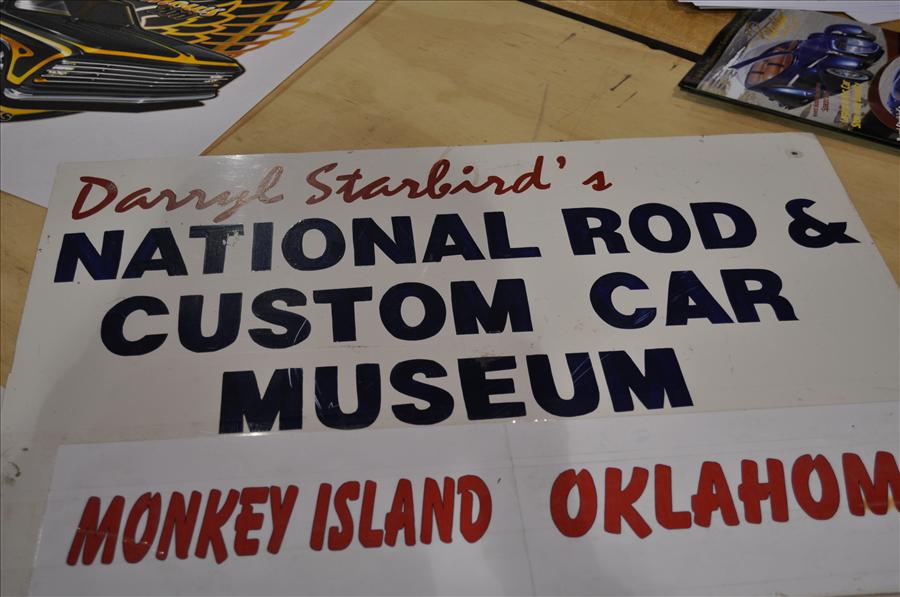 Darryl Starbird's
NATIONAL ROD &
CUSTOM CAR
MUSEUM
MONKEY ISLAND OKLAHOM